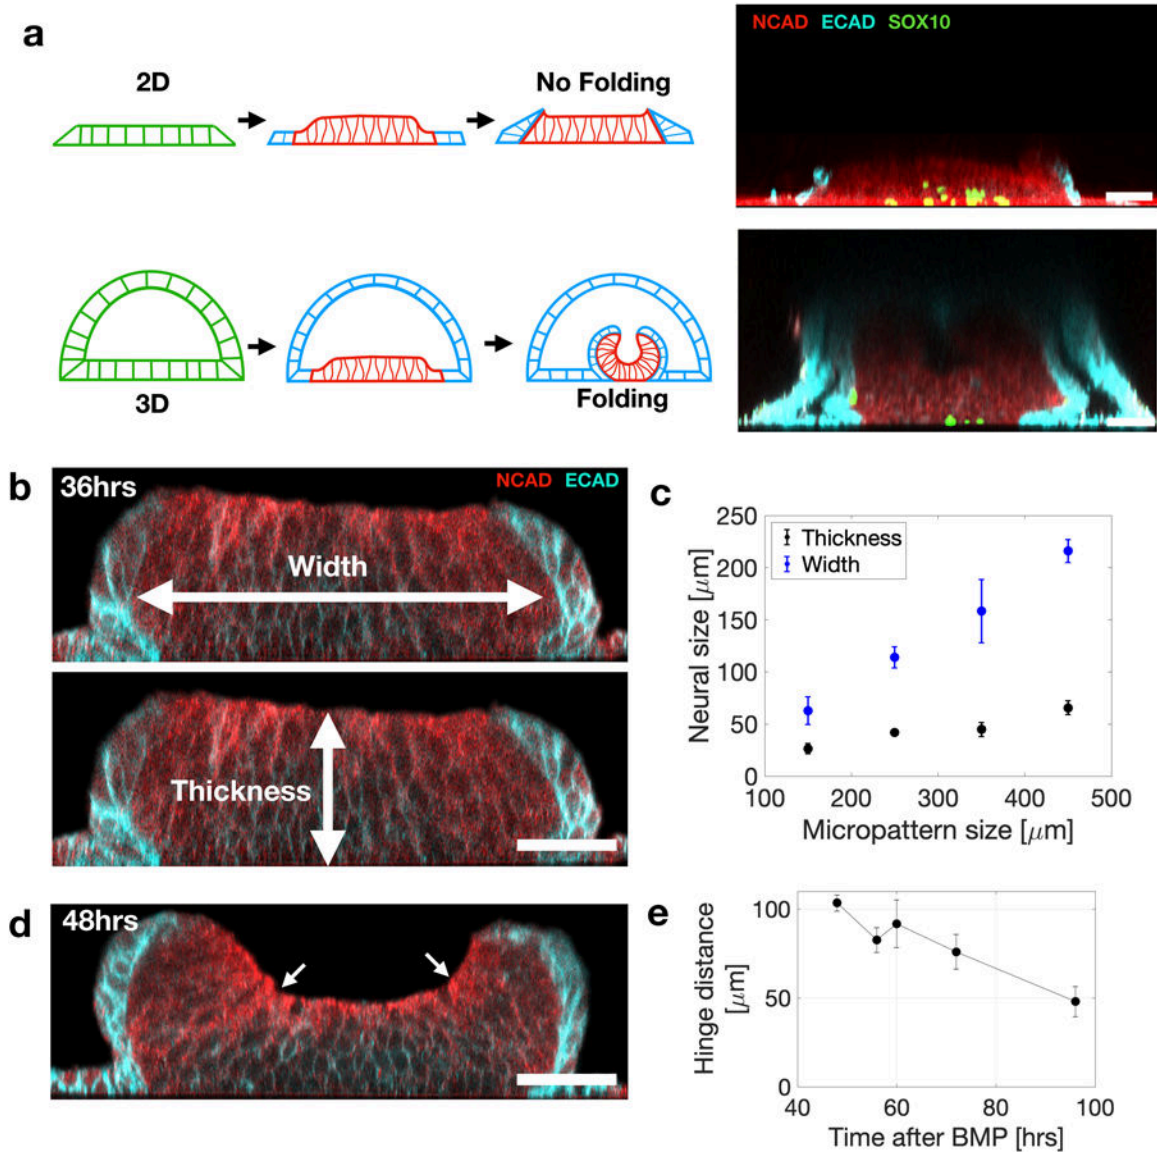 a
2D
No Folding
3D
Folding
NCAD ECAD SOX10
b
36hrs
NCAD ECAD
Width
Thickness
c
250
200
150
100
50
0
Neural size [μm]
Thickness
Width
100 200 300 400 500
Micropattern size [μm]
d
48hrs
e
100
50
0
Hinge distance
[μm]
40 60 80 100
Time after BMP [hrs]